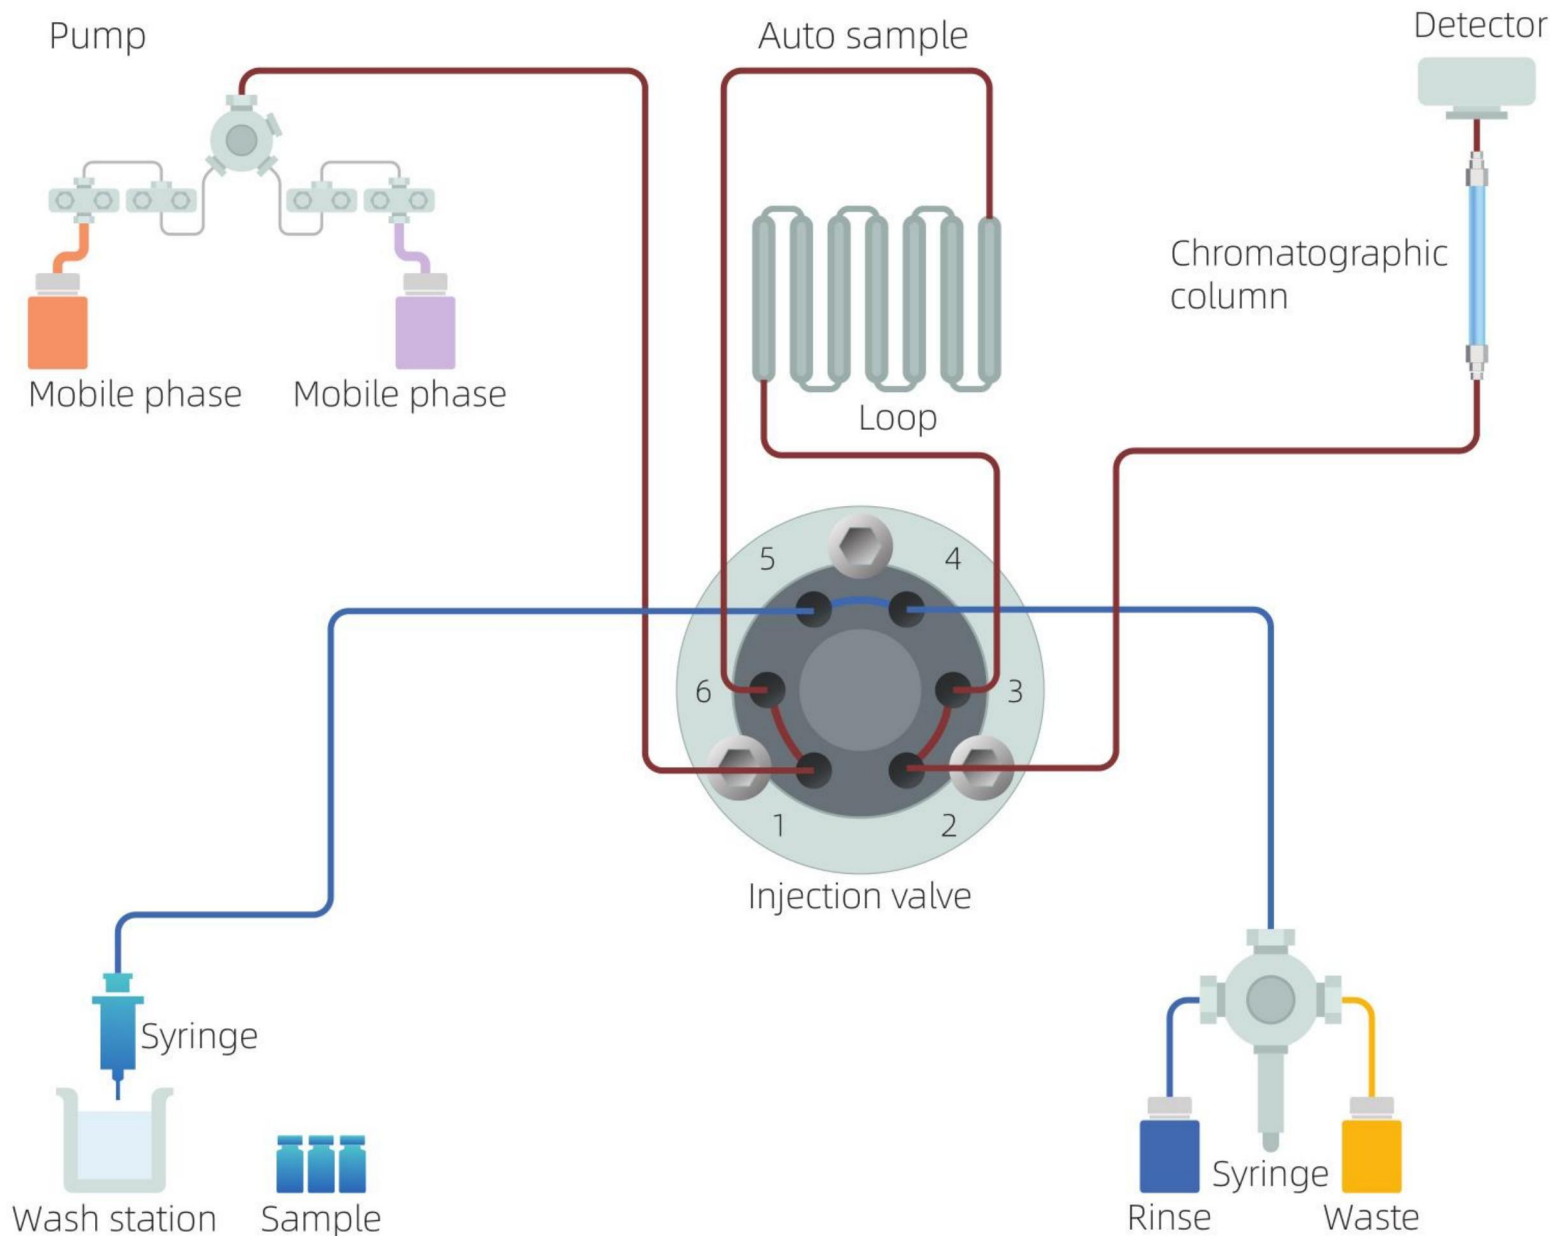 Pump
Auto sample
Detector
Chromatographic
column
Mobile phase
Mobile phase
Loop
5
4
6
3
1
2
Injection valve
Syringe
Wash station
Sample
Syringe
Rinse
Waste